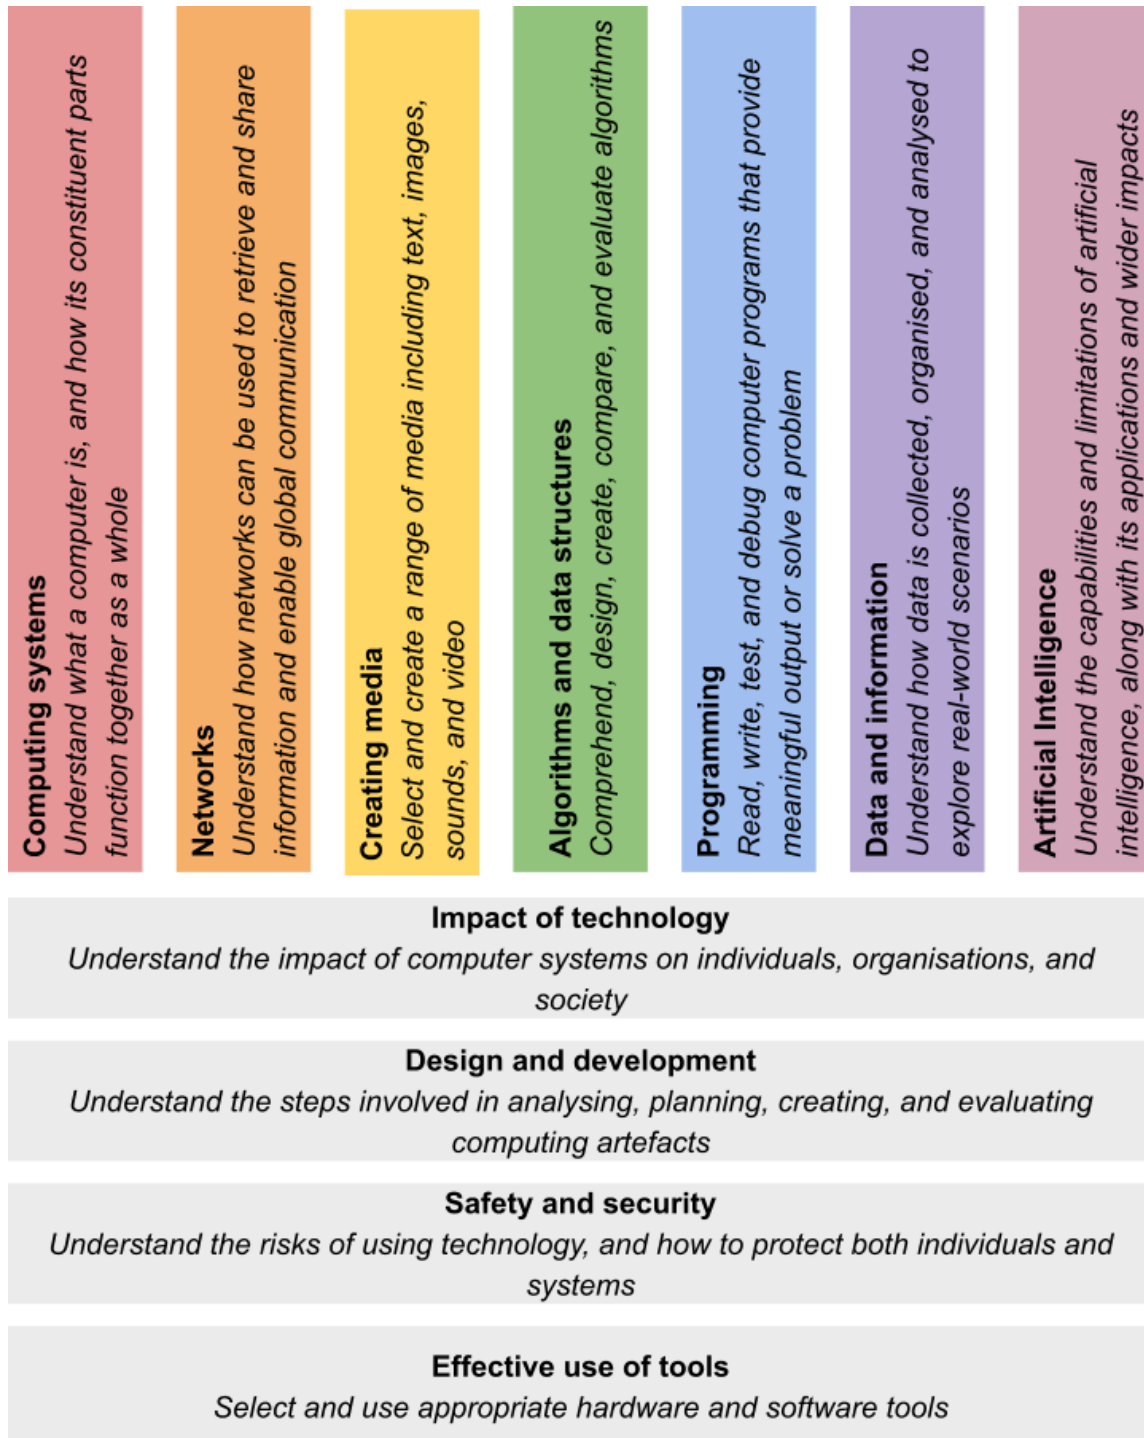 Computing systems
Understand what a computer is, and how its constituent parts
function together as a whole
Networks
Understand how networks can be used to retrieve and share
information and enable global communication
Creating media
Select and create a range of media including text, images,
sounds, and video
Algorithms and data structures
Comprehend, design, create, compare, and evaluate algorithms
Programming
Read, write, test, and debug computer programs that provide
meaningful output or solve a problem
Data and information
Understand how data is collected, organised, and analysed to
explore real-world scenarios
Artificial Intelligence
Understand the capabilities and limitations of artificial
intelligence, along with its applications and wider impacts
Impact of technology
Understand the impact of computer systems on individuals, organisations, and
society
Design and development
Understand the steps involved in analysing, planning, creating, and evaluating
computing artefacts
Safety and security
Understand the risks of using technology, and how to protect both individuals and
systems
Effective use of tools
Select and use appropriate hardware and software tools